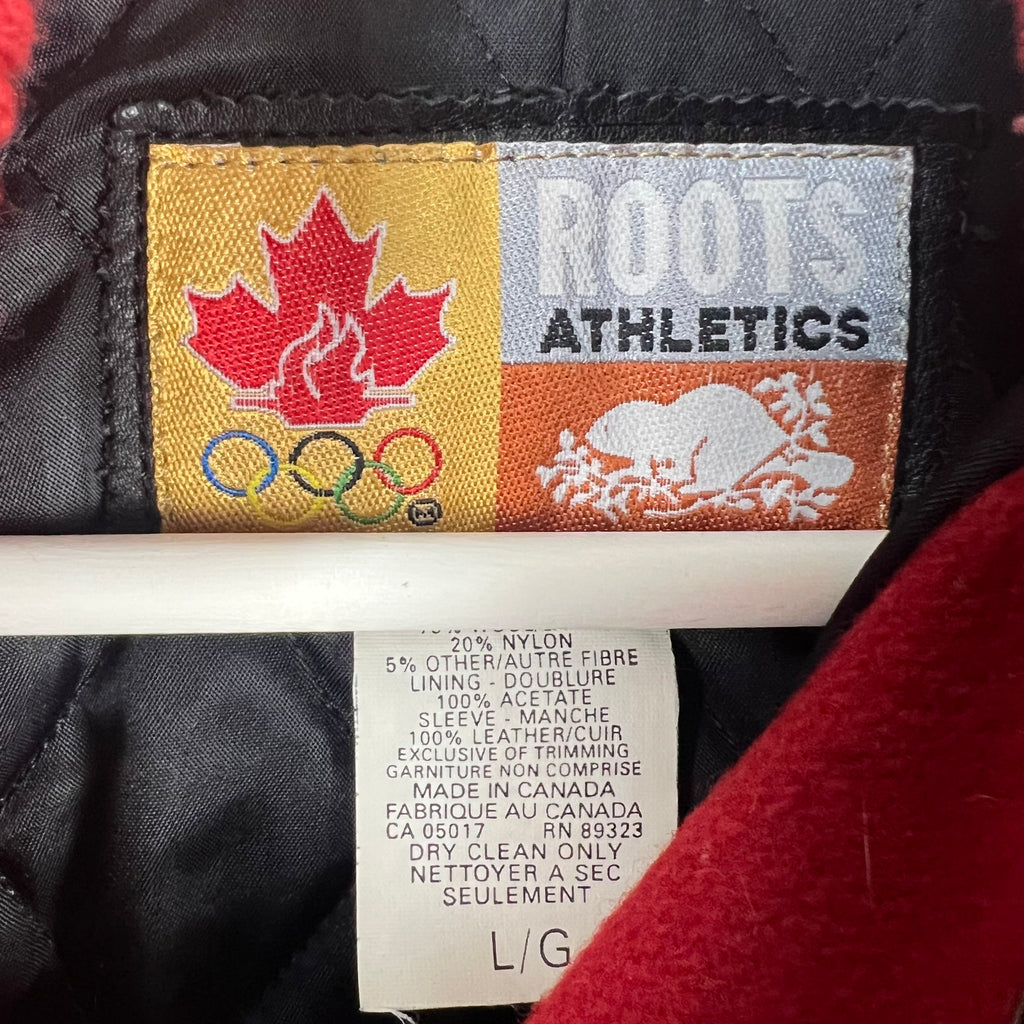 ROOTS
ATHLETICS
20% NYLON
5% OTHER/AUTRE FIBRE
LINING - DOUBLURE
100% ACETATE
SLEEVE - MANCHE
100% LEATHER/CUIR
EXCLUSIVE OF TRIMMING
GARNITURE NON COMPRISE
MADE IN CANADA
FABRIQUE AU CANADA
CA 05017 RN 89323
DRY CLEAN ONLY
NETTOYER A SEC
SEULEMENT
L/G